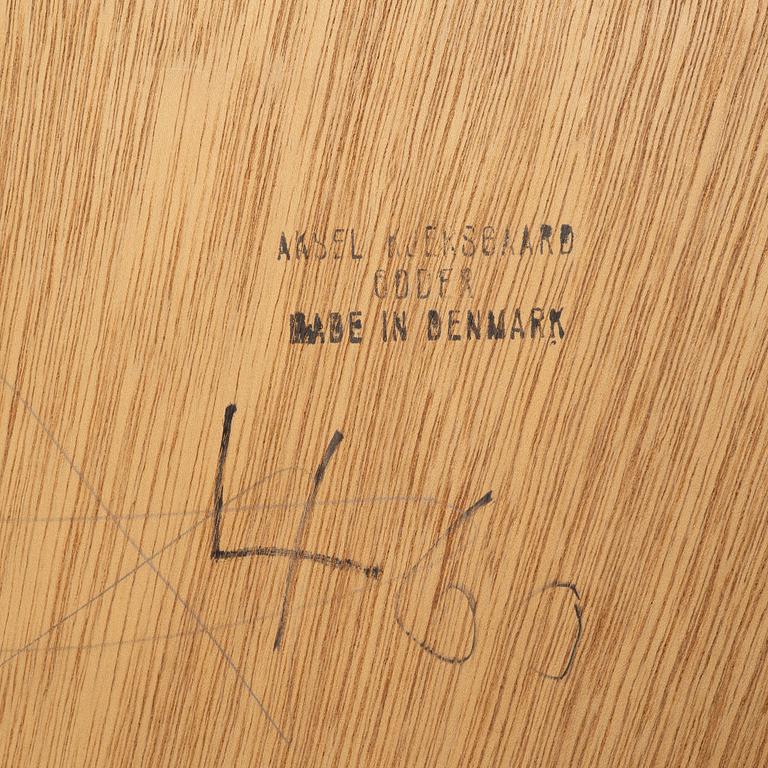 AKSEL KJERSGAARD
ODDER
MADE IN DENMARK
460